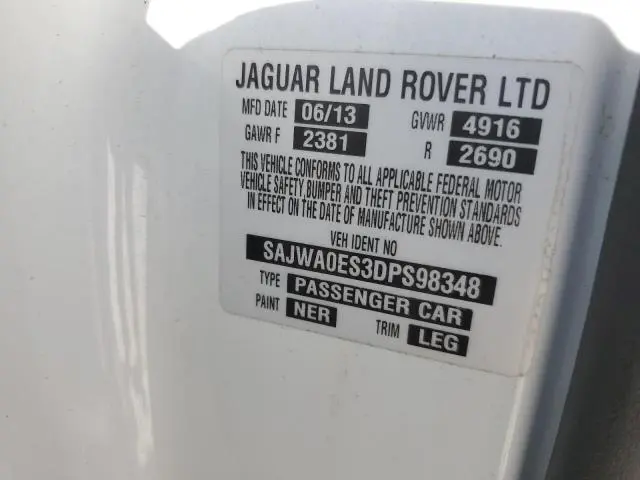 JAGUAR LAND ROVER LTD
MFD DATE 06/13 GVWR 4916
GAWR F 2381 R 2690
THIS VEHICLE CONFORMS TO ALL APPLICABLE FEDERAL MOTOR
VEHICLE SAFETY,BUMPER AND THEFT PREVENTION STANDARDS
IN EFFECT ON THE DATE OF MANUFACTURE SHOWN ABOVE.
VEH IDENT NO
SAJWA0ES3DPS98348
TYPE PASSENGER CAR
PAINT NER TRIM LEG